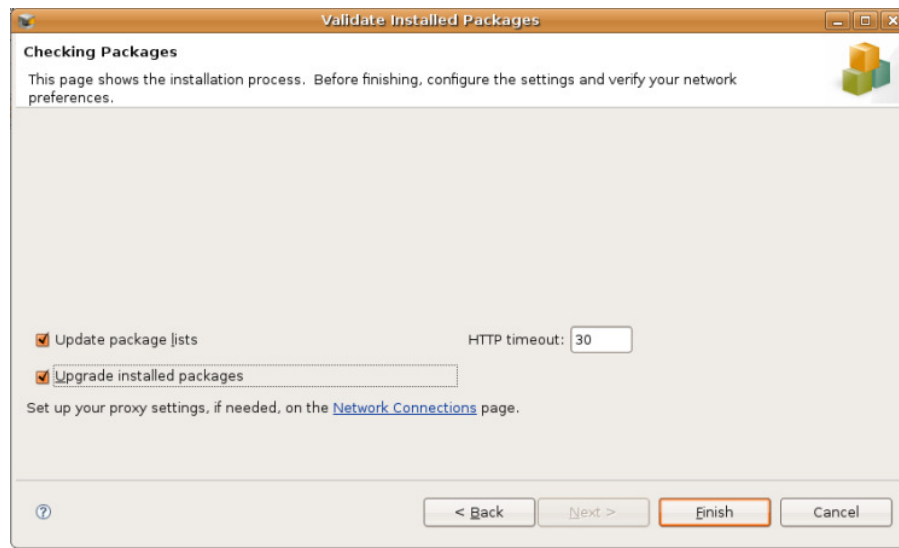 Validate Installed Packages
Checking Packages
This page shows the installation process.  Before finishing, configure the settings and verify your network
preferences.
Update package lists
HTTP timeout: 30
Upgrade installed packages
Set up your proxy settings, if needed, on the Network Connections page.
? < Back Next > Finish Cancel